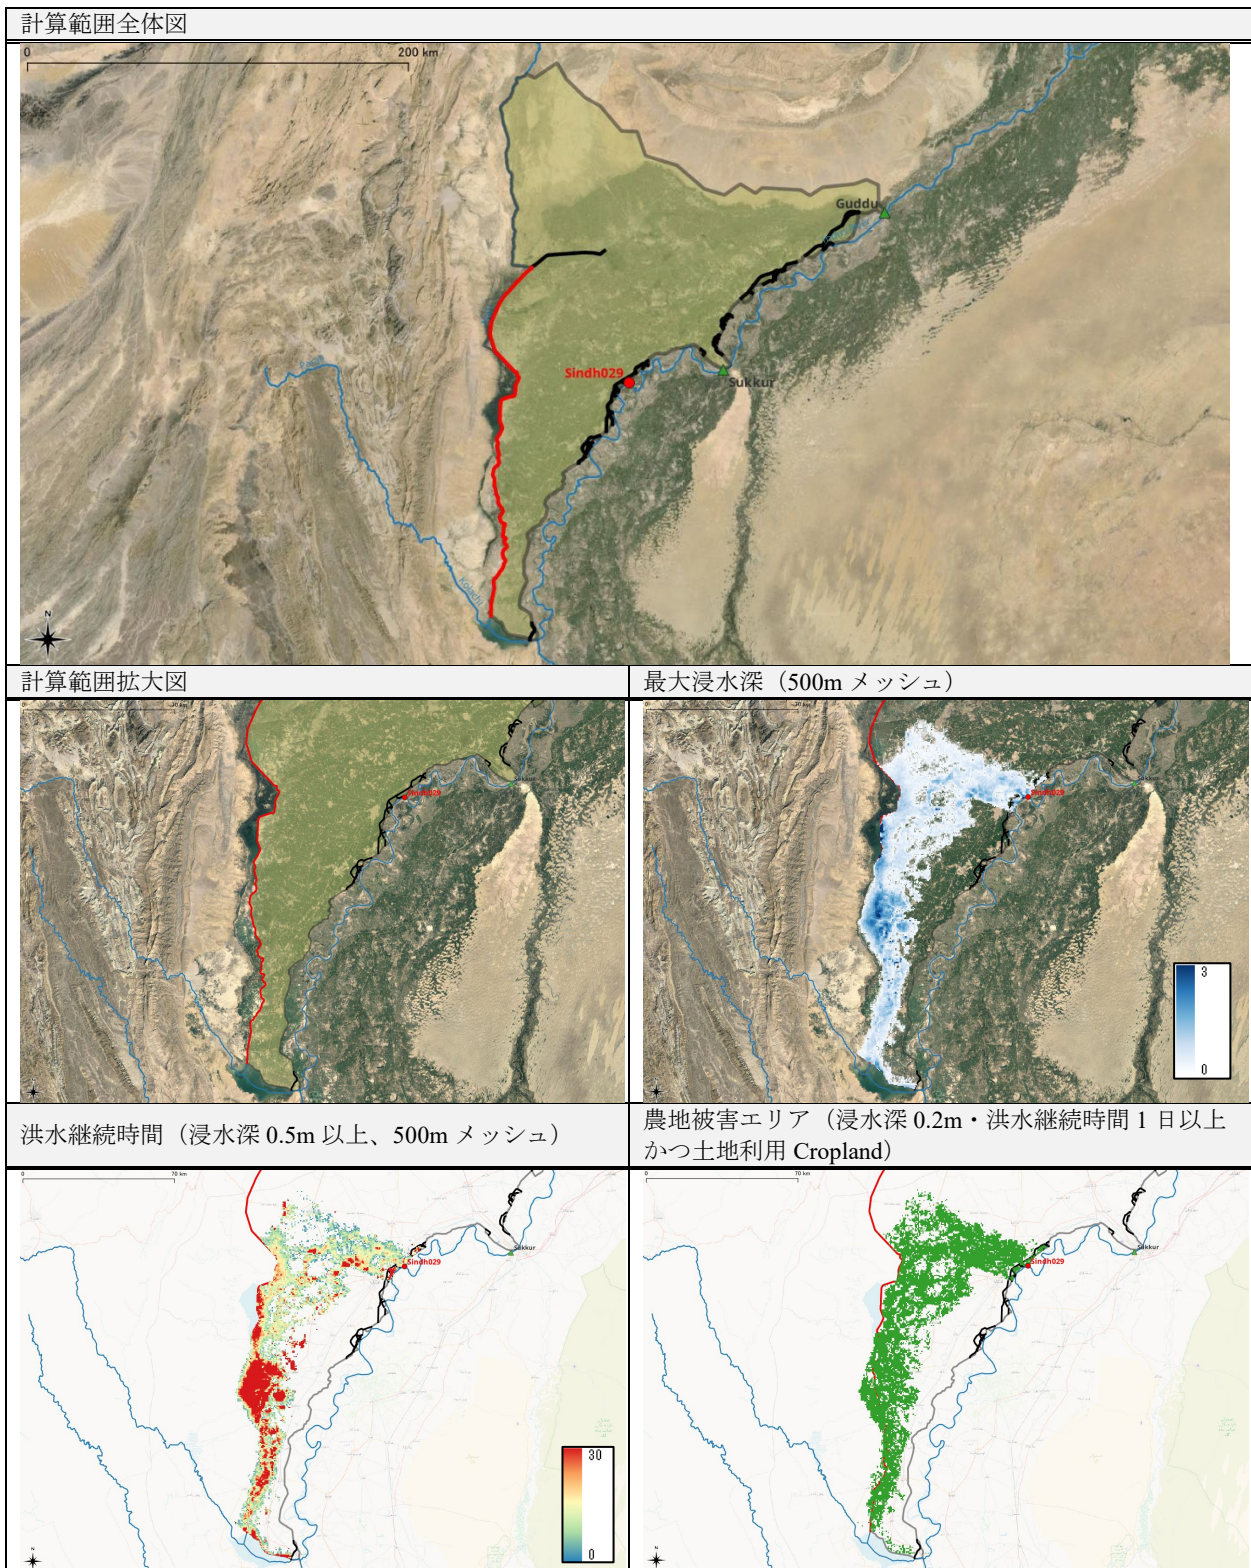 計算範囲全体図
0
200 km
Guddu
Sindh029
Sukkur
N
計算範囲拡大図
最大浸水深（500m メッシュ）
Sindh029
Sindh029
3
0
洪水継続時間（浸水深 0.5m 以上、500m メッシュ）
農地被害エリア（浸水深 0.2m・洪水継続時間 1 日以上
かつ土地利用 Cropland）
0
70 km
0
70 km
Sukkur
Sukkur
Sindh029
Sindh029
30
0
N
N